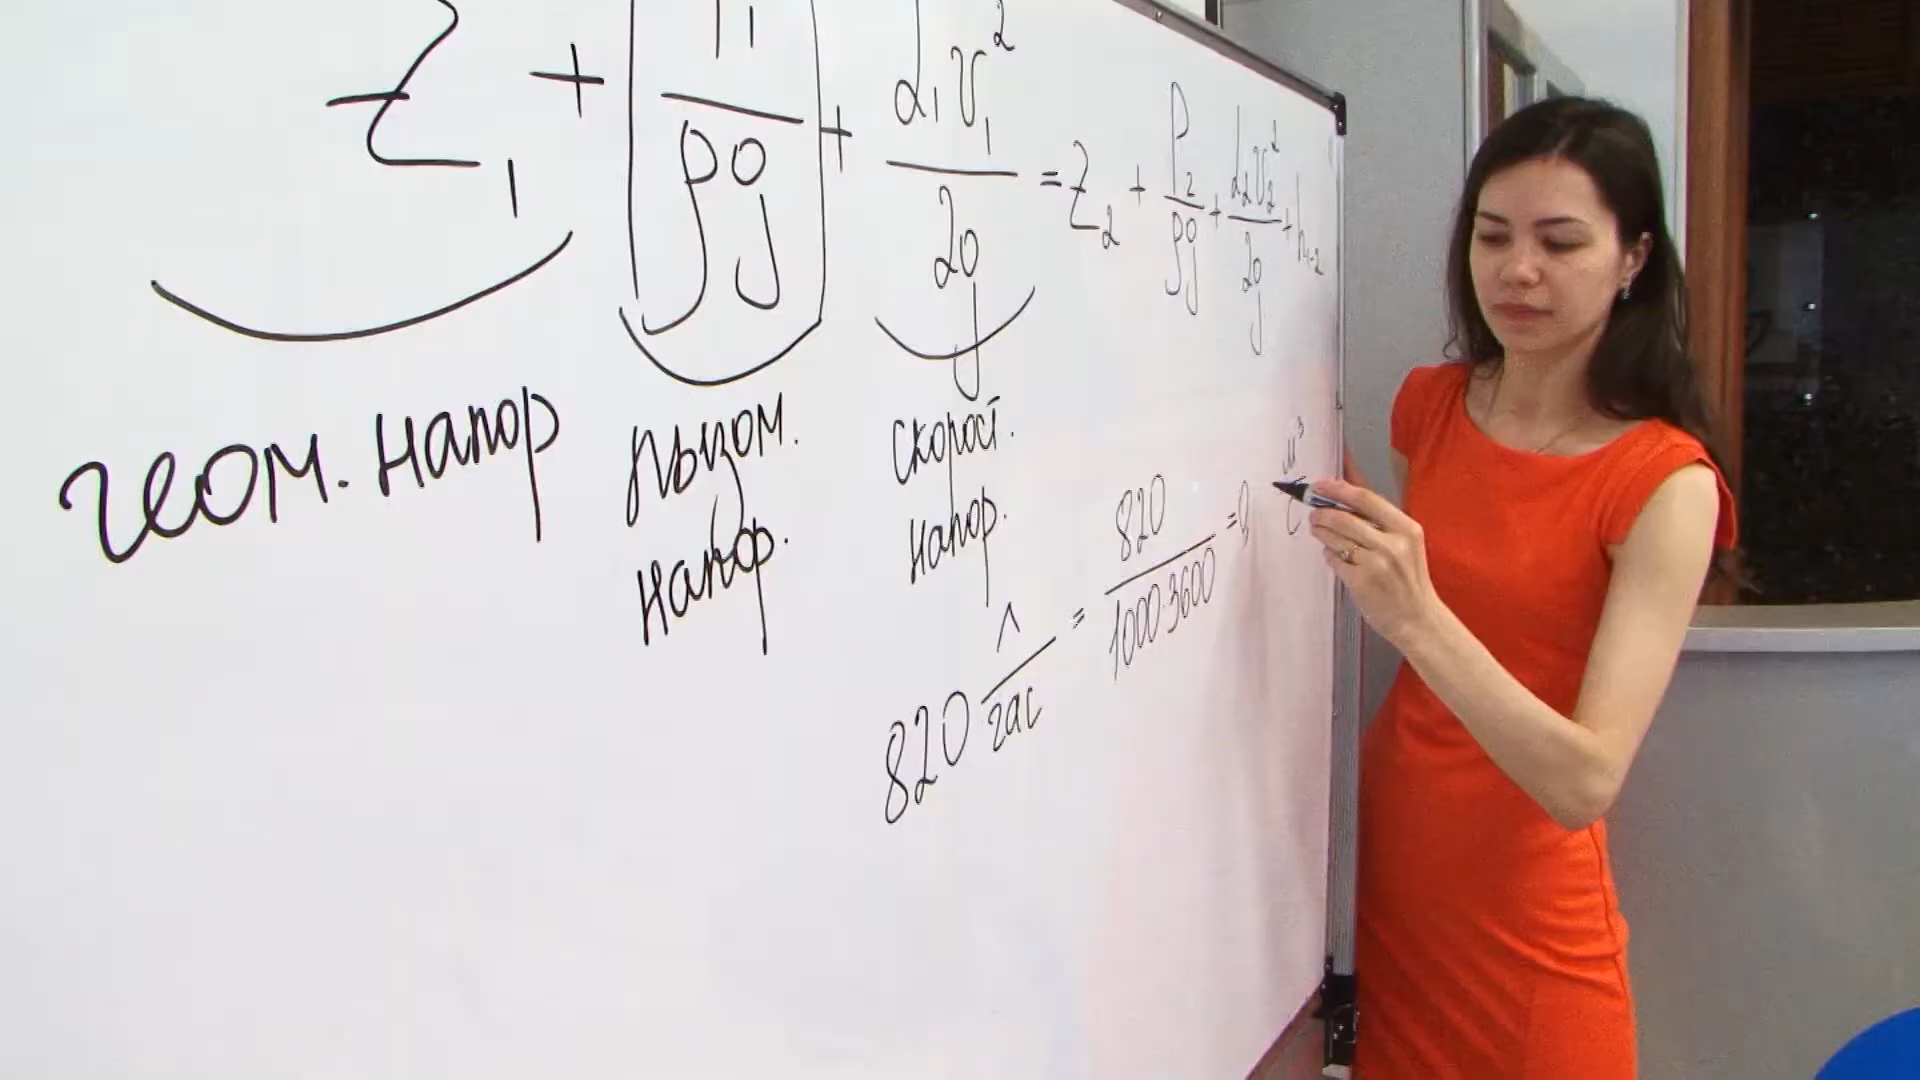 Z₁ + P₁/ρg + α₁v₁²/2g = Z₂ + P₂/ρg + α₂v₂²/2g + h₁₋₂
геом. напор
пьезом.
напор.
скорост.
напор.
820 л/час = 820/1000·3600 = 0, м³/с